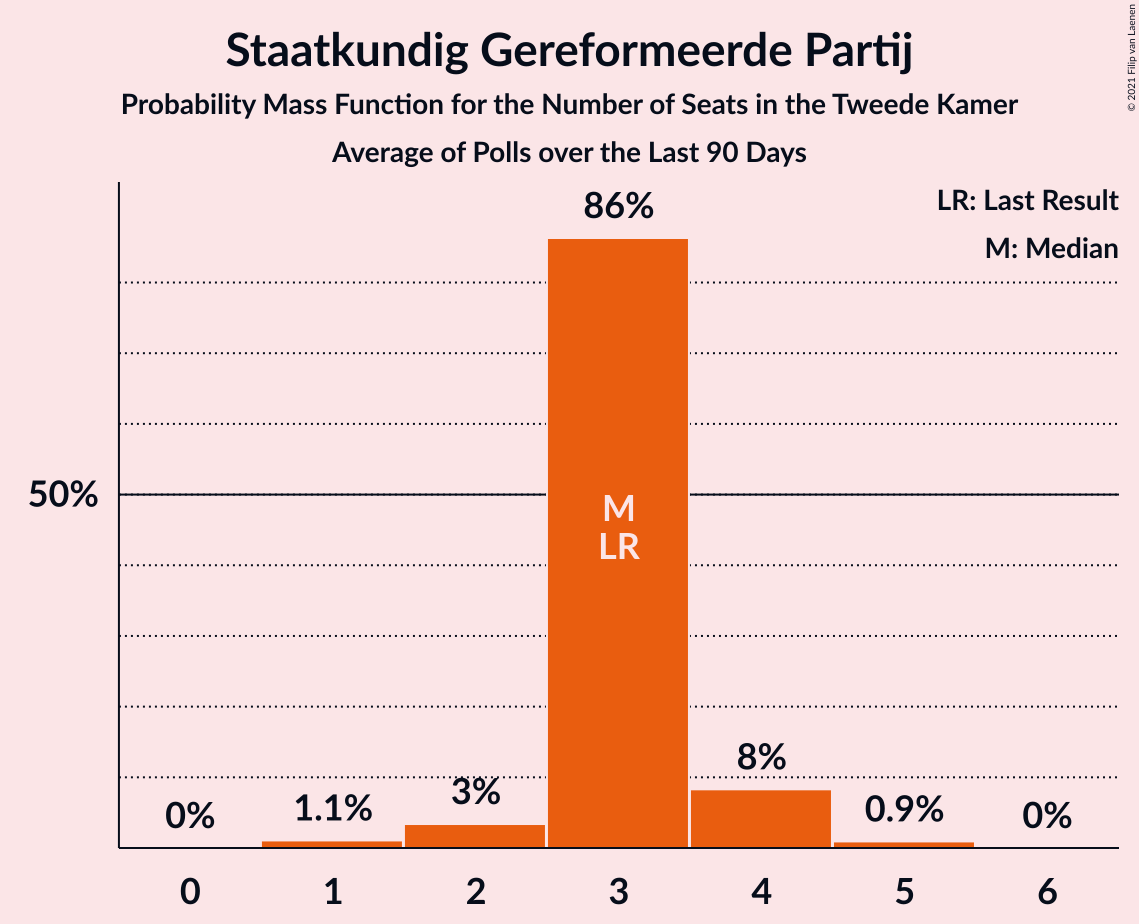 Staatkundig Gereformeerde Partij
Probability Mass Function for the Number of Seats in the Tweede Kamer
Average of Polls over the Last 90 Days
© 2021 Filip van Laenen
LR: Last Result
M: Median
86%
50%
M
LR
0%
1.1%
3%
8%
0.9%
0%
0 1 2 3 4 5 6